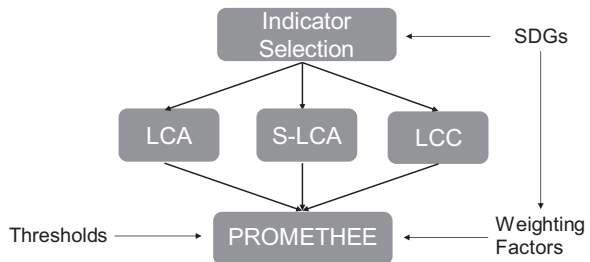 Indicator
Selection
SDGs
LCA
S-LCA
LCC
Thresholds
PROMETHEE
Weighting
Factors